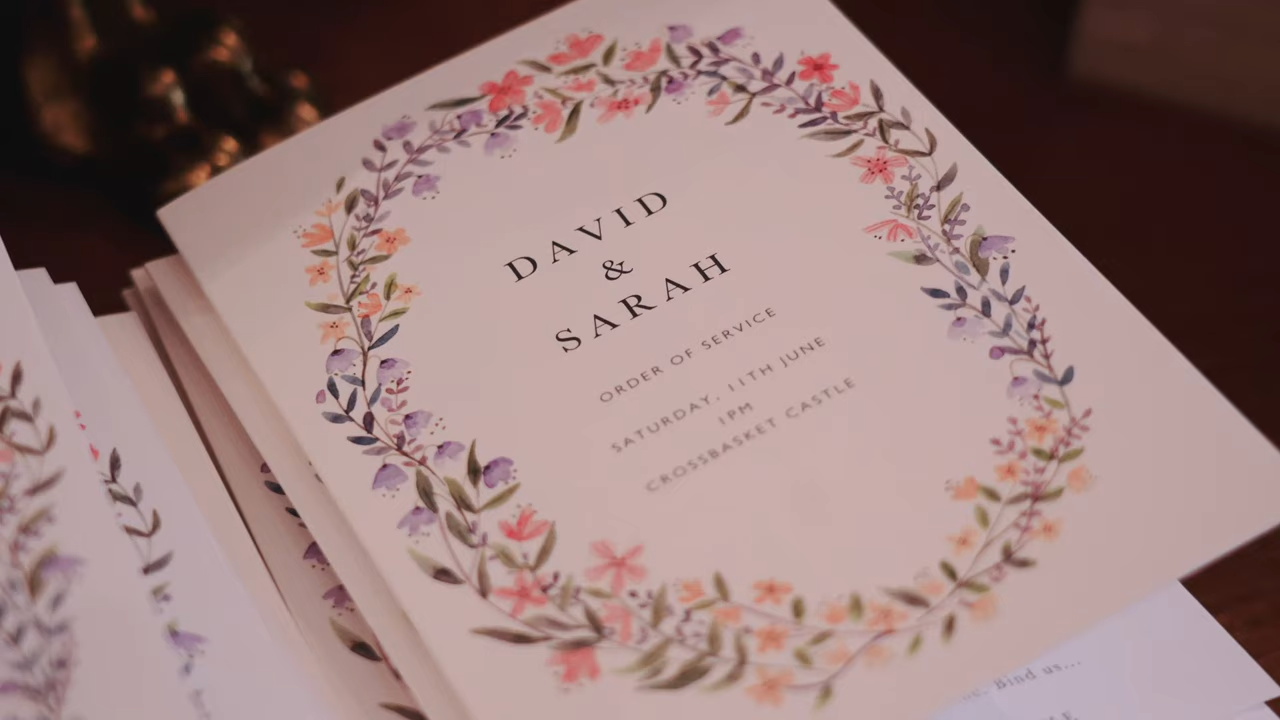 DAVID
&
SARAH
ORDER OF SERVICE
SATURDAY, 11TH JUNE
1PM
CROSSBASKET CASTLE
Bind us...